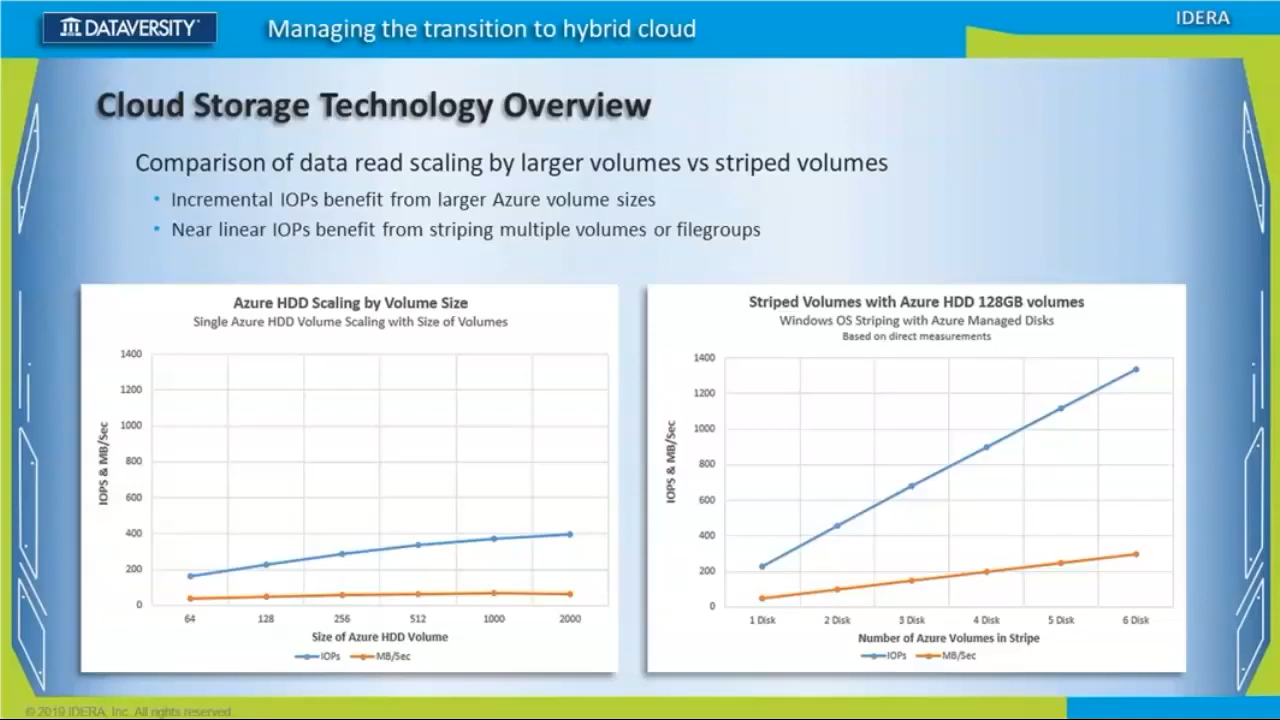 DATAVERSITY
Managing the transition to hybrid cloud
IDERA
Cloud Storage Technology Overview
Comparison of data read scaling by larger volumes vs striped volumes
• Incremental IOPs benefit from larger Azure volume sizes
• Near linear IOPs benefit from striping multiple volumes or filegroups
Azure HDD Scaling by Volume Size
Single Azure HDD Volume Scaling with Size of Volumes
1400
1200
1000
800
600
400
200
0
IOPS & MB/Sec
64 128 256 512 1000 2000
Size of Azure HDD Volume
IOPs MB/Sec
Striped Volumes with Azure HDD 128GB volumes
Windows OS Striping with Azure Managed Disks
Based on direct measurements
1400
1200
1000
800
600
400
200
0
IOPS & MB/Sec
1 Disk 2 Disk 3 Disk 4 Disk 5 Disk 6 Disk
Number of Azure Volumes in Stripe
IOPs MB/Sec
© 2019 IDERA, Inc. All rights reserved.